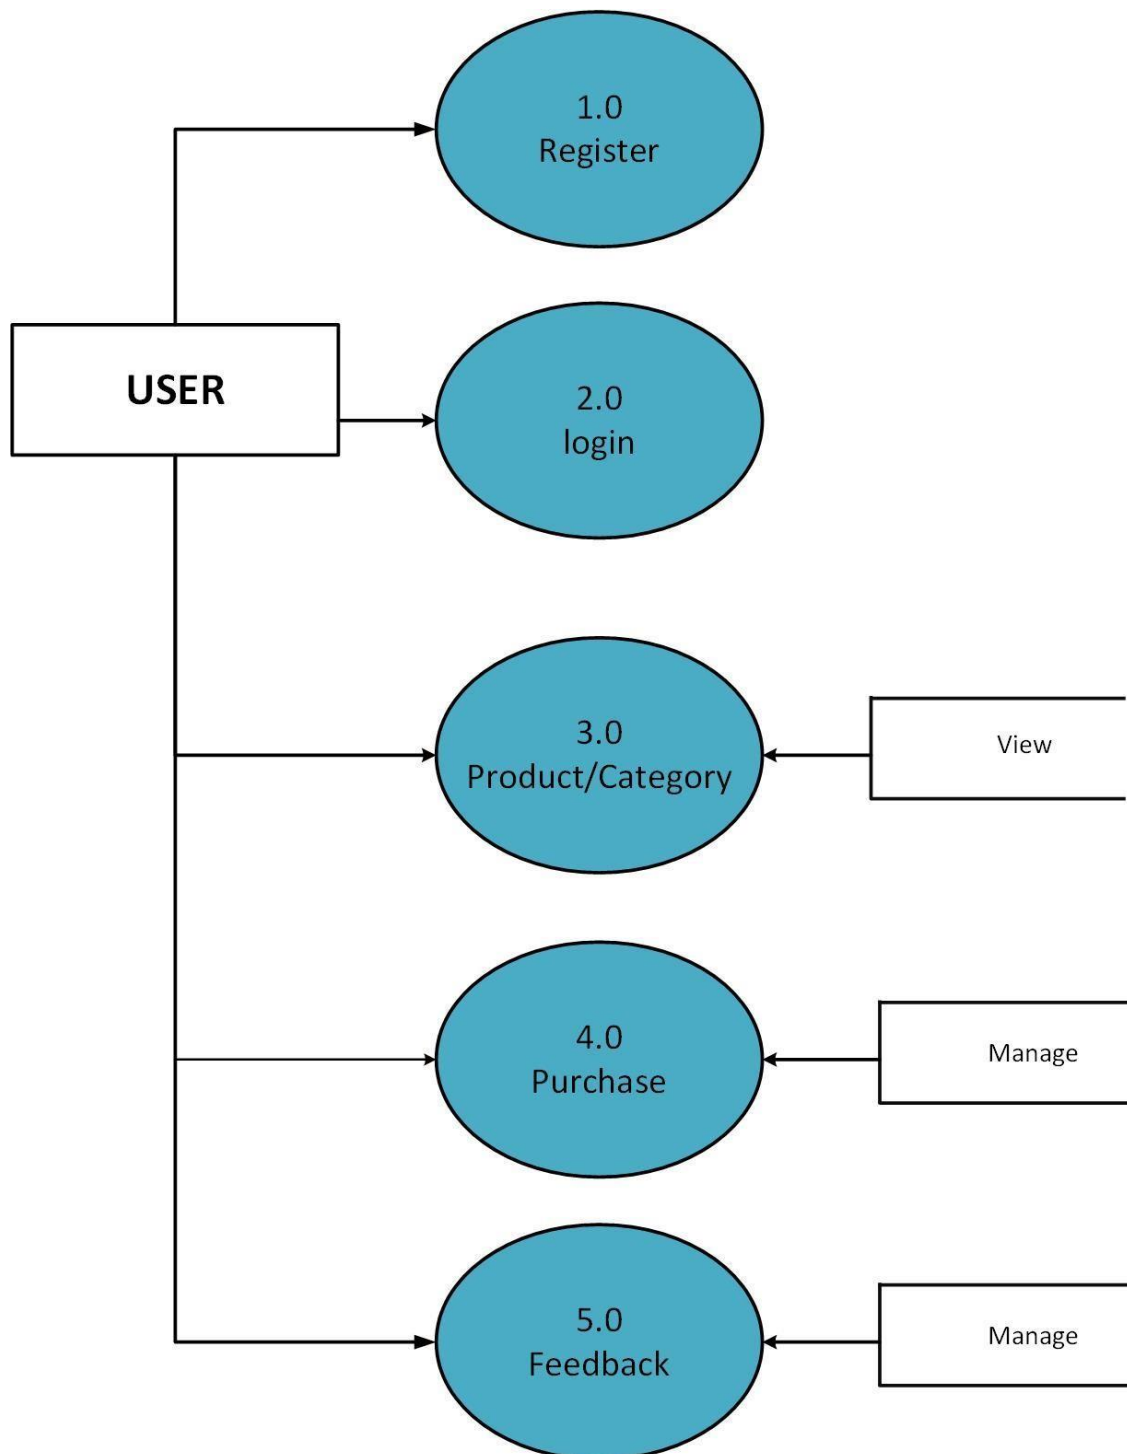 1.0
Register
USER
2.0
login
3.0
Product/Category
View
4.0
Purchase
Manage
5.0
Feedback
Manage